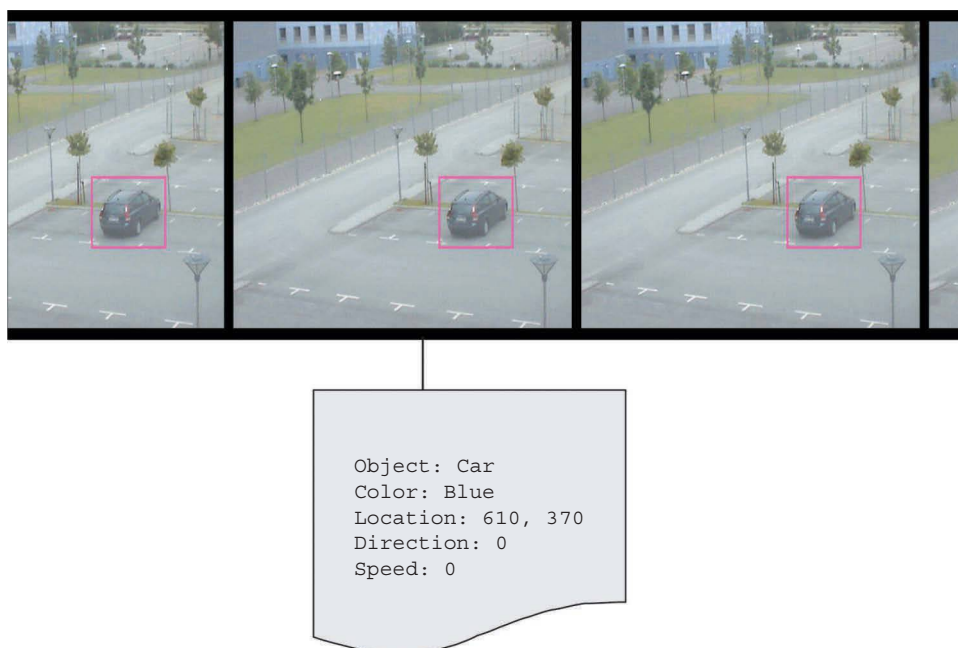 Object: Car
Color: Blue
Location: 610, 370
Direction: 0
Speed: 0